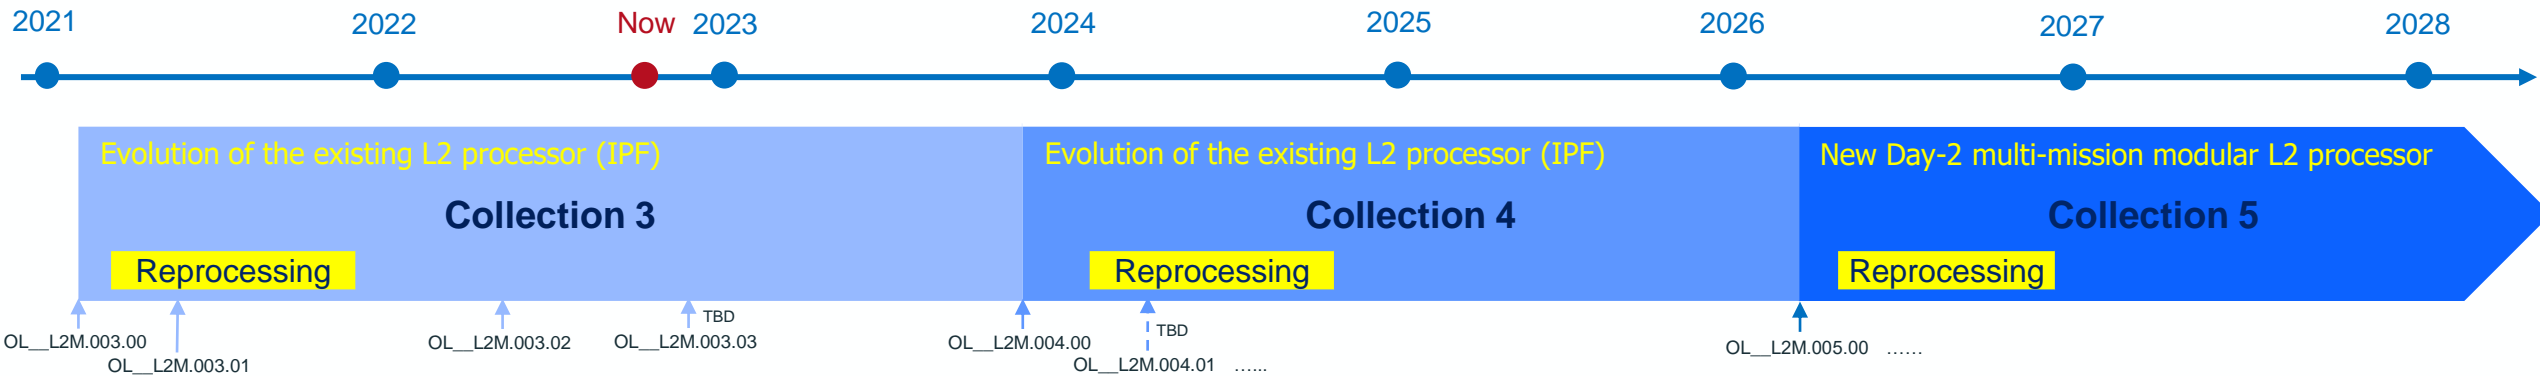 2021 2022 Now 2023 2024 2025 2026 2027 2028
Evolution of the existing L2 processor (IPF)
Collection 3
Reprocessing
Evolution of the existing L2 processor (IPF)
Collection 4
Reprocessing
New Day-2 multi-mission modular L2 processor
Collection 5
Reprocessing
OL__L2M.003.00
OL__L2M.003.01
OL__L2M.003.02
TBD
OL__L2M.003.03
OL__L2M.004.00
TBD
OL__L2M.004.01 ......
OL__L2M.005.00 ......